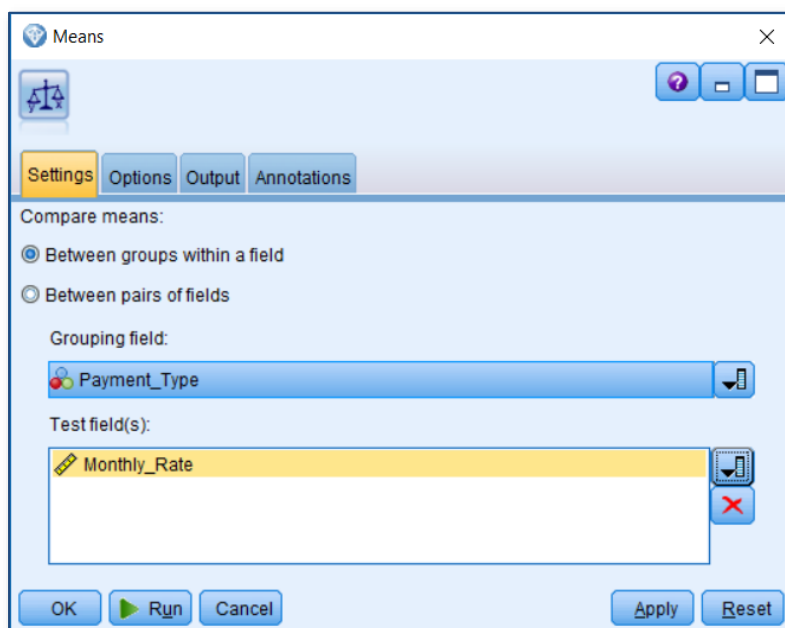 Means
Settings Options Output Annotations
Compare means:
Between groups within a field
Between pairs of fields
Grouping field:
Payment_Type
Test field(s):
Monthly_Rate
OK Run Cancel Apply Reset